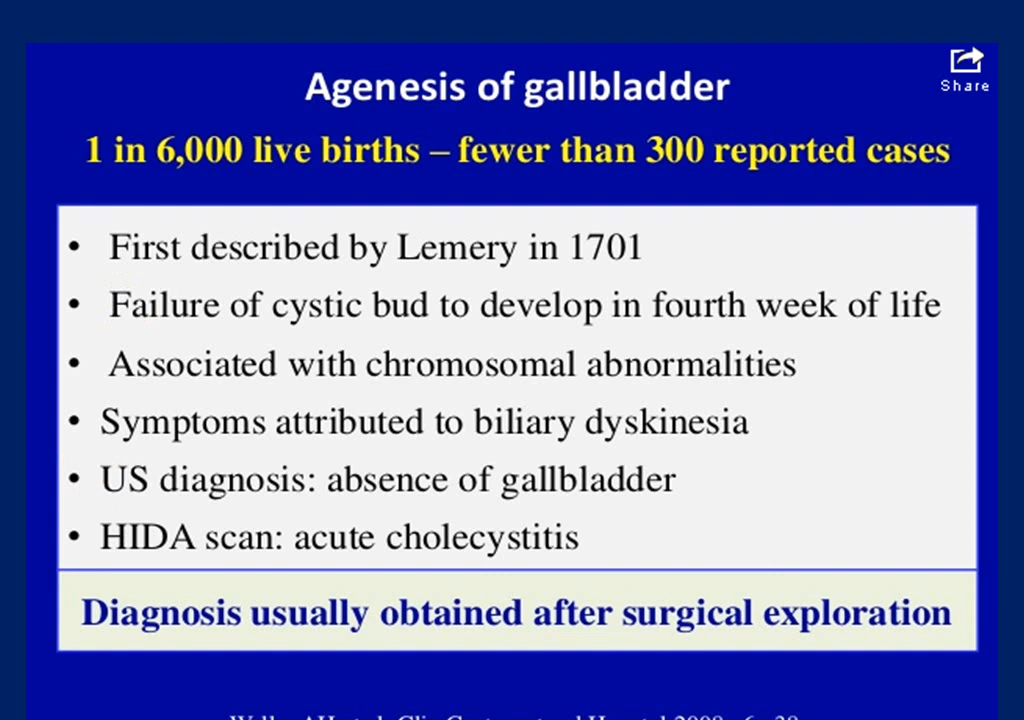 Share
Agenesis of gallbladder
1 in 6,000 live births – fewer than 300 reported cases
• First described by Lemery in 1701
• Failure of cystic bud to develop in fourth week of life
• Associated with chromosomal abnormalities
• Symptoms attributed to biliary dyskinesia
• US diagnosis: absence of gallbladder
• HIDA scan: acute cholecystitis
Diagnosis usually obtained after surgical exploration